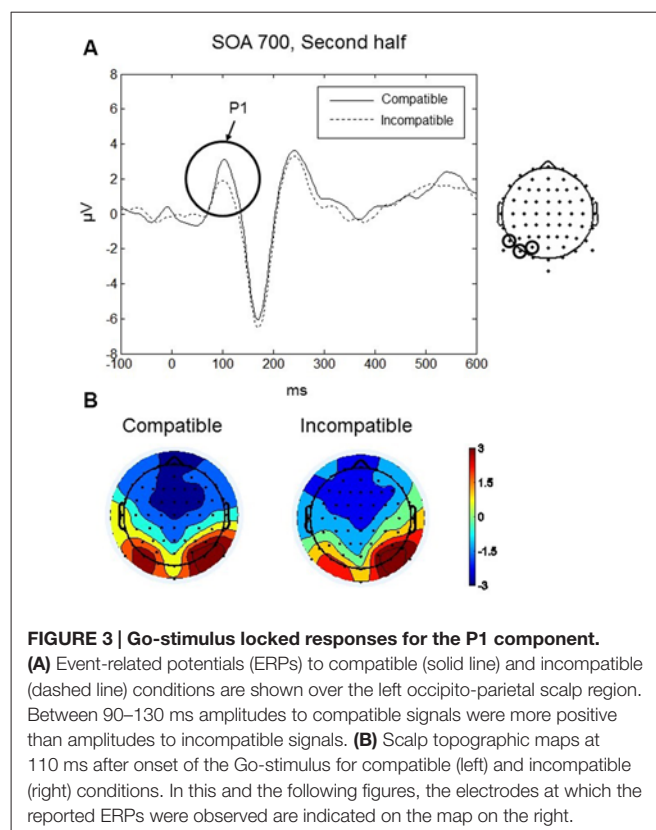 A
SOA 700, Second half
P1
Compatible
Incompatible
8
6
4
2
0
-2
-4
-6
-8
µV
-100 0 100 200 300 400 500 600
ms
B
Compatible Incompatible
3
1.5
0
-1.5
-3
FIGURE 3 | Go-stimulus locked responses for the P1 component.
(A) Event-related potentials (ERPs) to compatible (solid line) and incompatible
(dashed line) conditions are shown over the left occipito-parietal scalp region.
Between 90–130 ms amplitudes to compatible signals were more positive
than amplitudes to incompatible signals. (B) Scalp topographic maps at
110 ms after onset of the Go-stimulus for compatible (left) and incompatible
(right) conditions. In this and the following figures, the electrodes at which the
reported ERPs were observed are indicated on the map on the right.